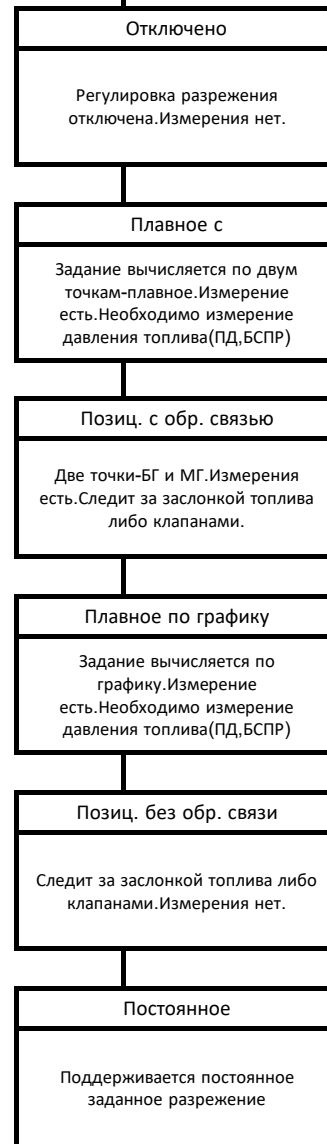 Отключено
Регулировка разрежения
отключена.Измерения нет.
Плавное с
Задание вычисляется по двум
точкам-плавное.Измерение
есть.Необходимо измерение
давления топлива(ПД,БСПР)
Позиц. с обр. связью
Две точки-БГ и МГ.Измерения
есть.Следит за заслонкой топлива
либо клапанами.
Плавное по графику
Задание вычисляется по
графику.Измерение
есть.Необходимо измерение
давления топлива(ПД,БСПР)
Позиц. без обр. связи
Следит за заслонкой топлива либо
клапанами.Измерения нет.
Постоянное
Поддерживается постоянное
заданное разрежение